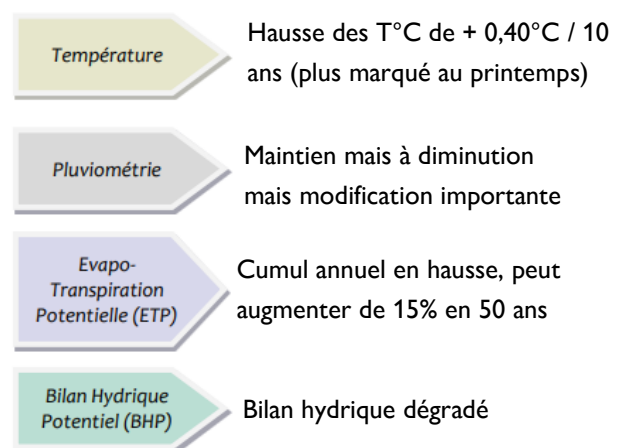 Température
Hausse des T°C de + 0,40°C / 10
ans (plus marqué au printemps)
Pluviométrie
Maintien mais à diminution
mais modification importante
Evapo-
Transpiration
Potentielle (ETP)
Cumul annuel en hausse, peut
augmenter de 15% en 50 ans
Bilan Hydrique
Potentiel (BHP)
Bilan hydrique dégradé